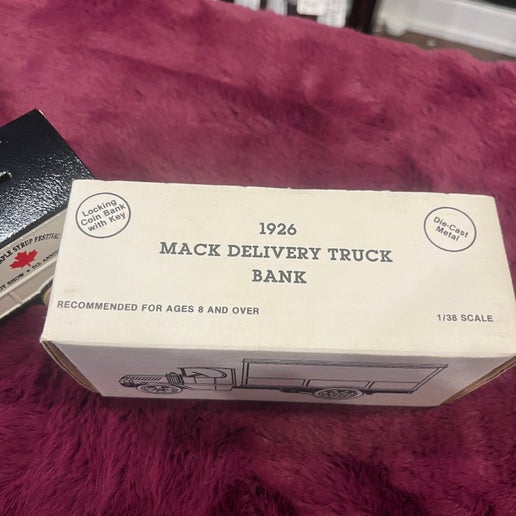 Locking
Coin Bank
with Key
1926
MACK DELIVERY TRUCK
BANK
Die-Cast
Metal
RECOMMENDED FOR AGES 8 AND OVER
1/38 SCALE
SYRUP FESTIVAL
SHOW